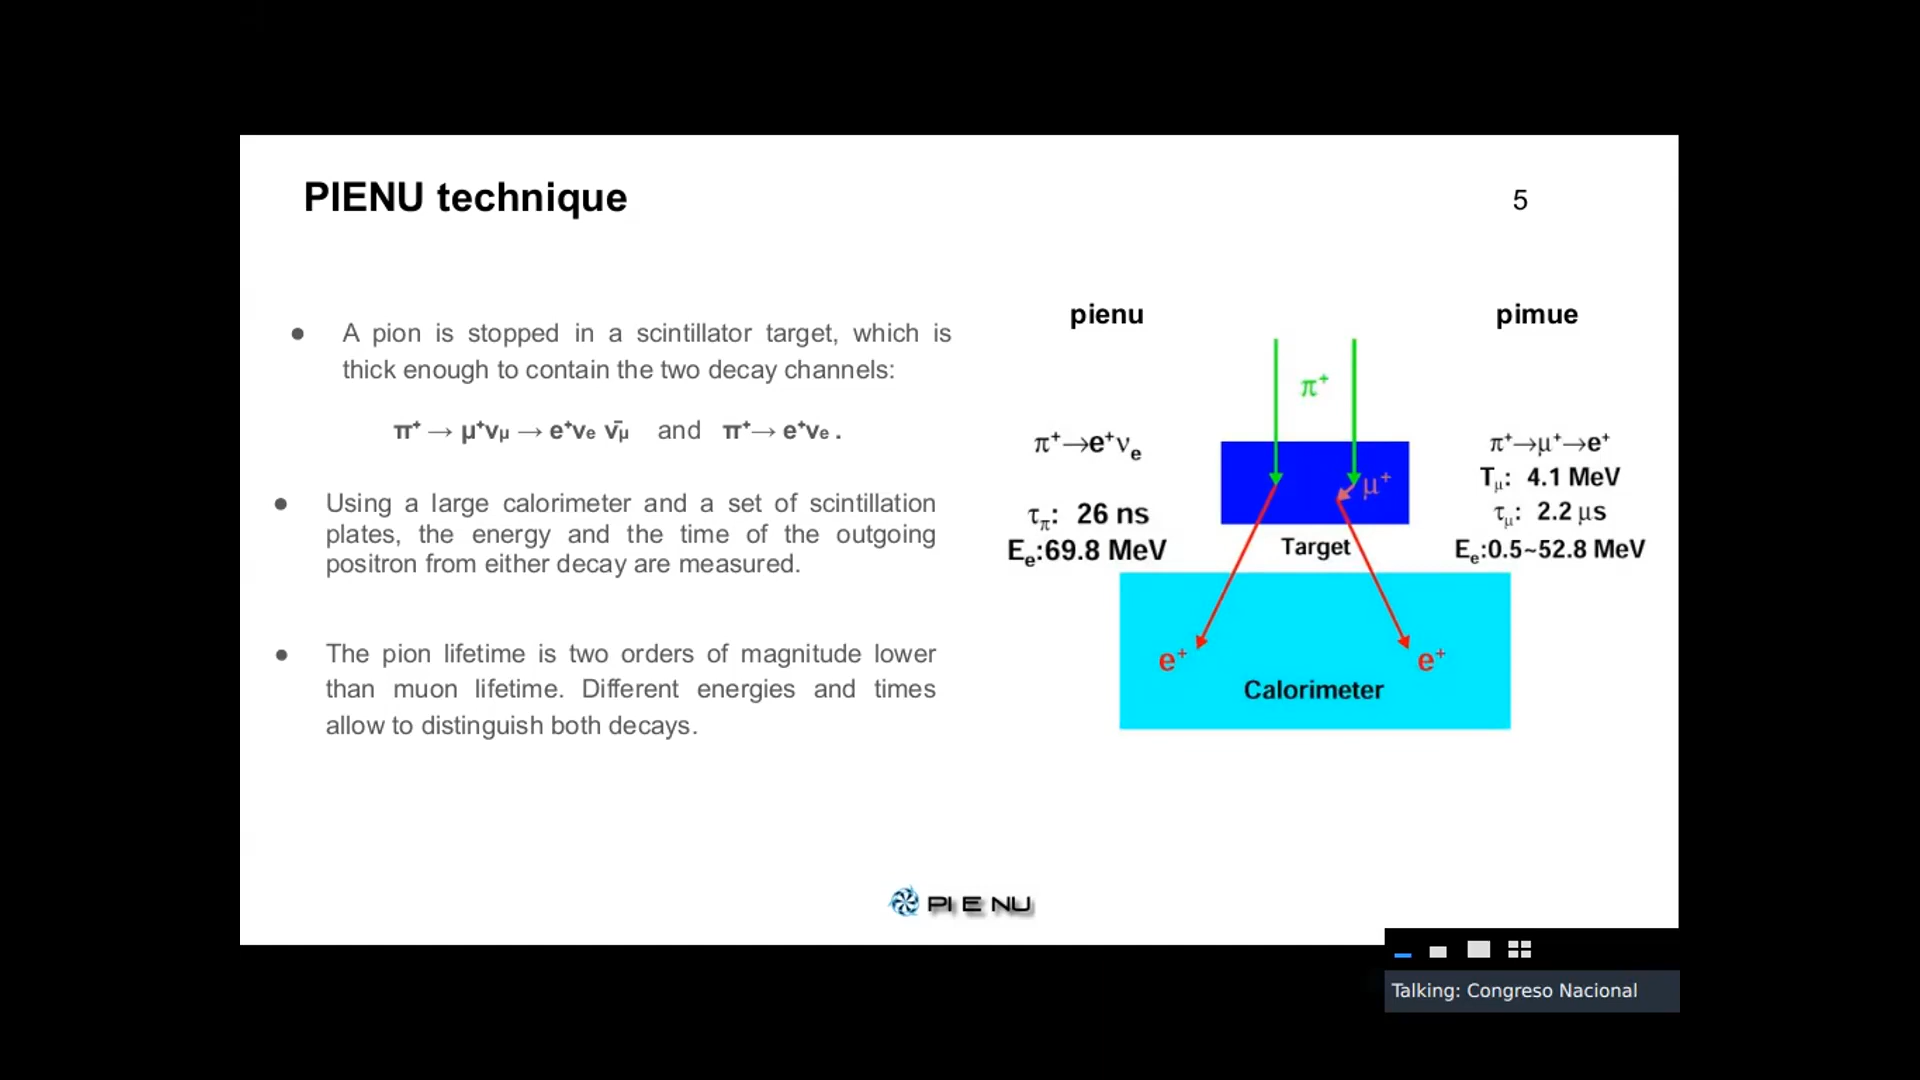 PIENU technique
5
● A pion is stopped in a scintillator target, which is
thick enough to contain the two decay channels:
π⁺ → μ⁺νμ → e⁺νe ν̄μ and π⁺→ e⁺νe .
● Using a large calorimeter and a set of scintillation
plates, the energy and the time of the outgoing
positron from either decay are measured.
● The pion lifetime is two orders of magnitude lower
than muon lifetime. Different energies and times
allow to distinguish both decays.
pienu
π⁺→e⁺νe
τπ: 26 ns
Ee:69.8 MeV
π⁺
μ⁺
Target
e⁺
e⁺
Calorimeter
pimue
π⁺→μ⁺→e⁺
Tμ: 4.1 MeV
τμ: 2.2 μs
Ee:0.5~52.8 MeV
PI E NU
Talking: Congreso Nacional